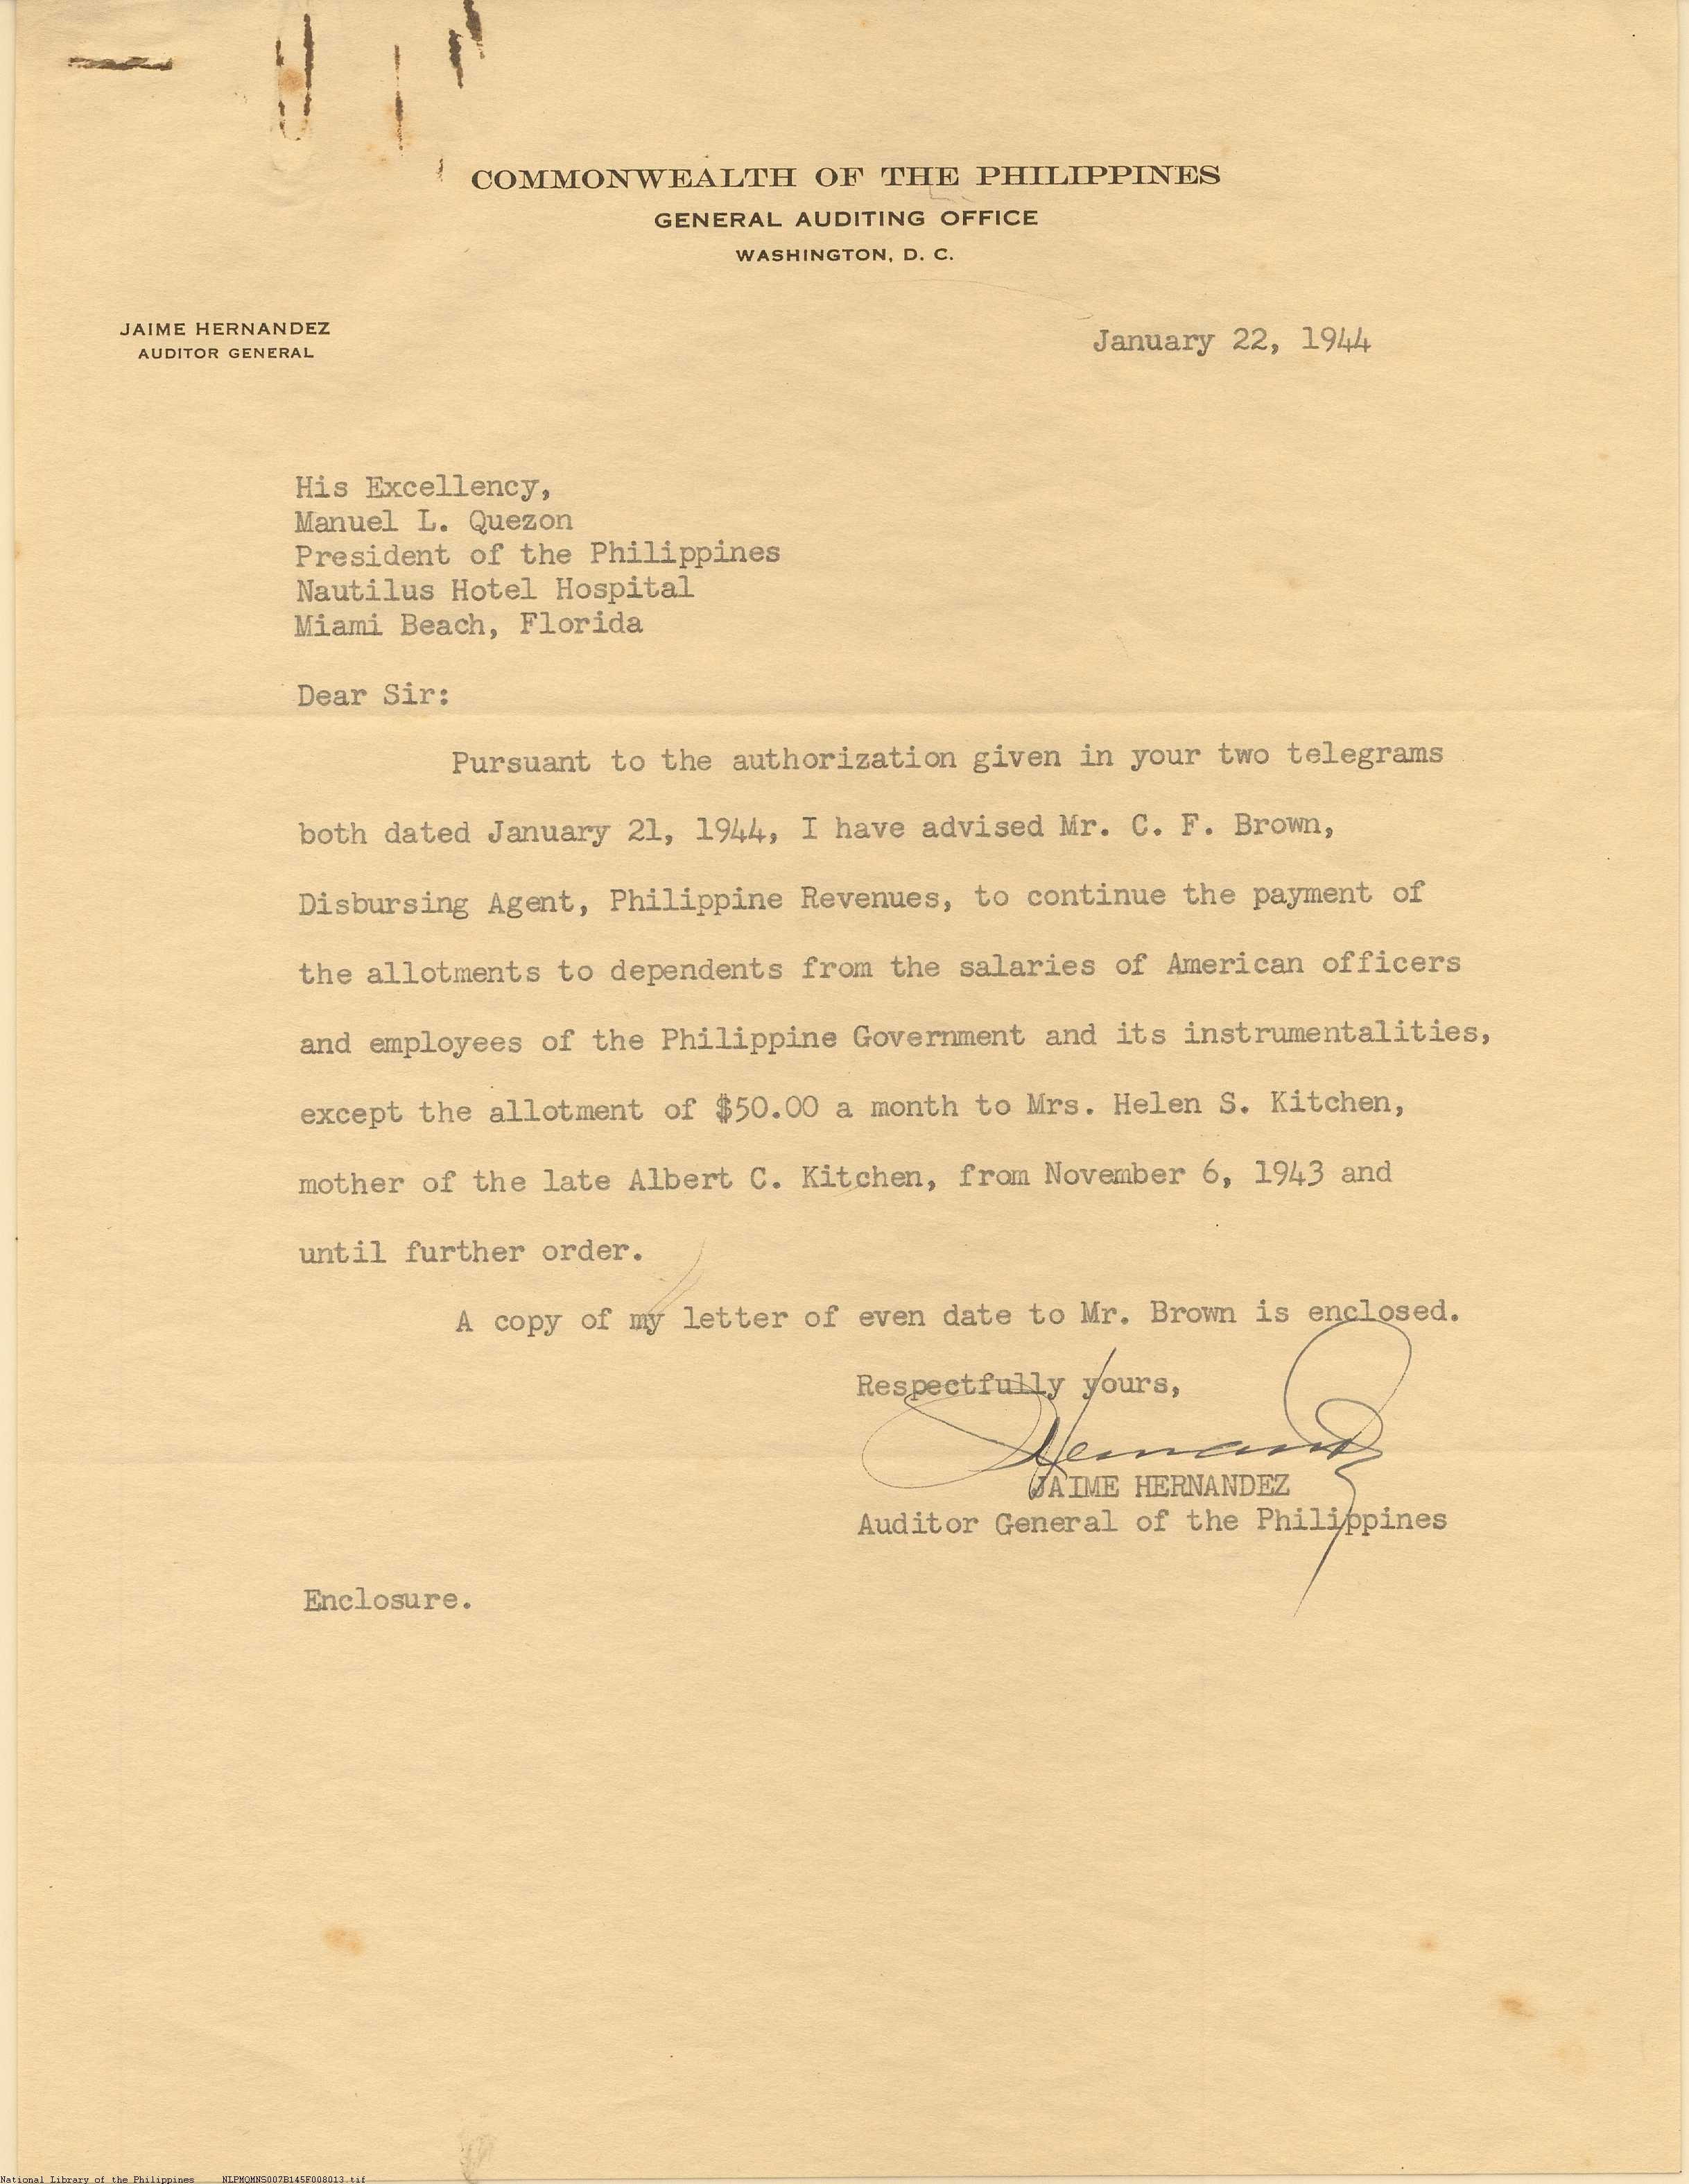 COMMONWEALTH OF THE PHILIPPINES
GENERAL AUDITING OFFICE
WASHINGTON, D. C.
JAIME HERNANDEZ
AUDITOR GENERAL
January 22, 1944
His Excellency,
Manuel L. Quezon
President of the Philippines
Nautilus Hotel Hospital
Miami Beach, Florida
Dear Sir:
Pursuant to the authorization given in your two telegrams
both dated January 21, 1944, I have advised Mr. C. F. Brown,
Disbursing Agent, Philippine Revenues, to continue the payment of
the allotments to dependents from the salaries of American officers
and employees of the Philippine Government and its instrumentalities,
except the allotment of $50.00 a month to Mrs. Helen S. Kitchen,
mother of the late Albert C. Kitchen, from November 6, 1943 and
until further order.
A copy of my letter of even date to Mr. Brown is enclosed.
Respectfully yours,
JHernandez
JAIME HERNANDEZ
Auditor General of the Philippines
Enclosure.
National Library of the Philippines NLPMQMNS007B145F008013.tif